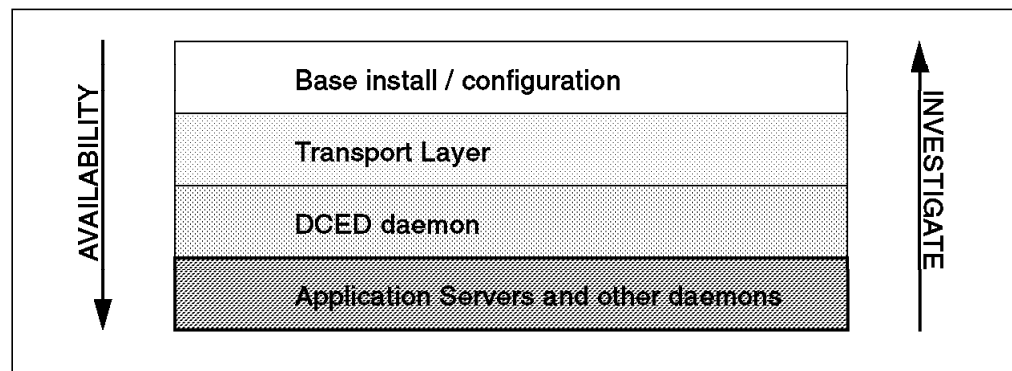 AVAILABILITY
Base install / configuration
Transport Layer
DCED daemon
Application Servers and other daemons
INVESTIGATE